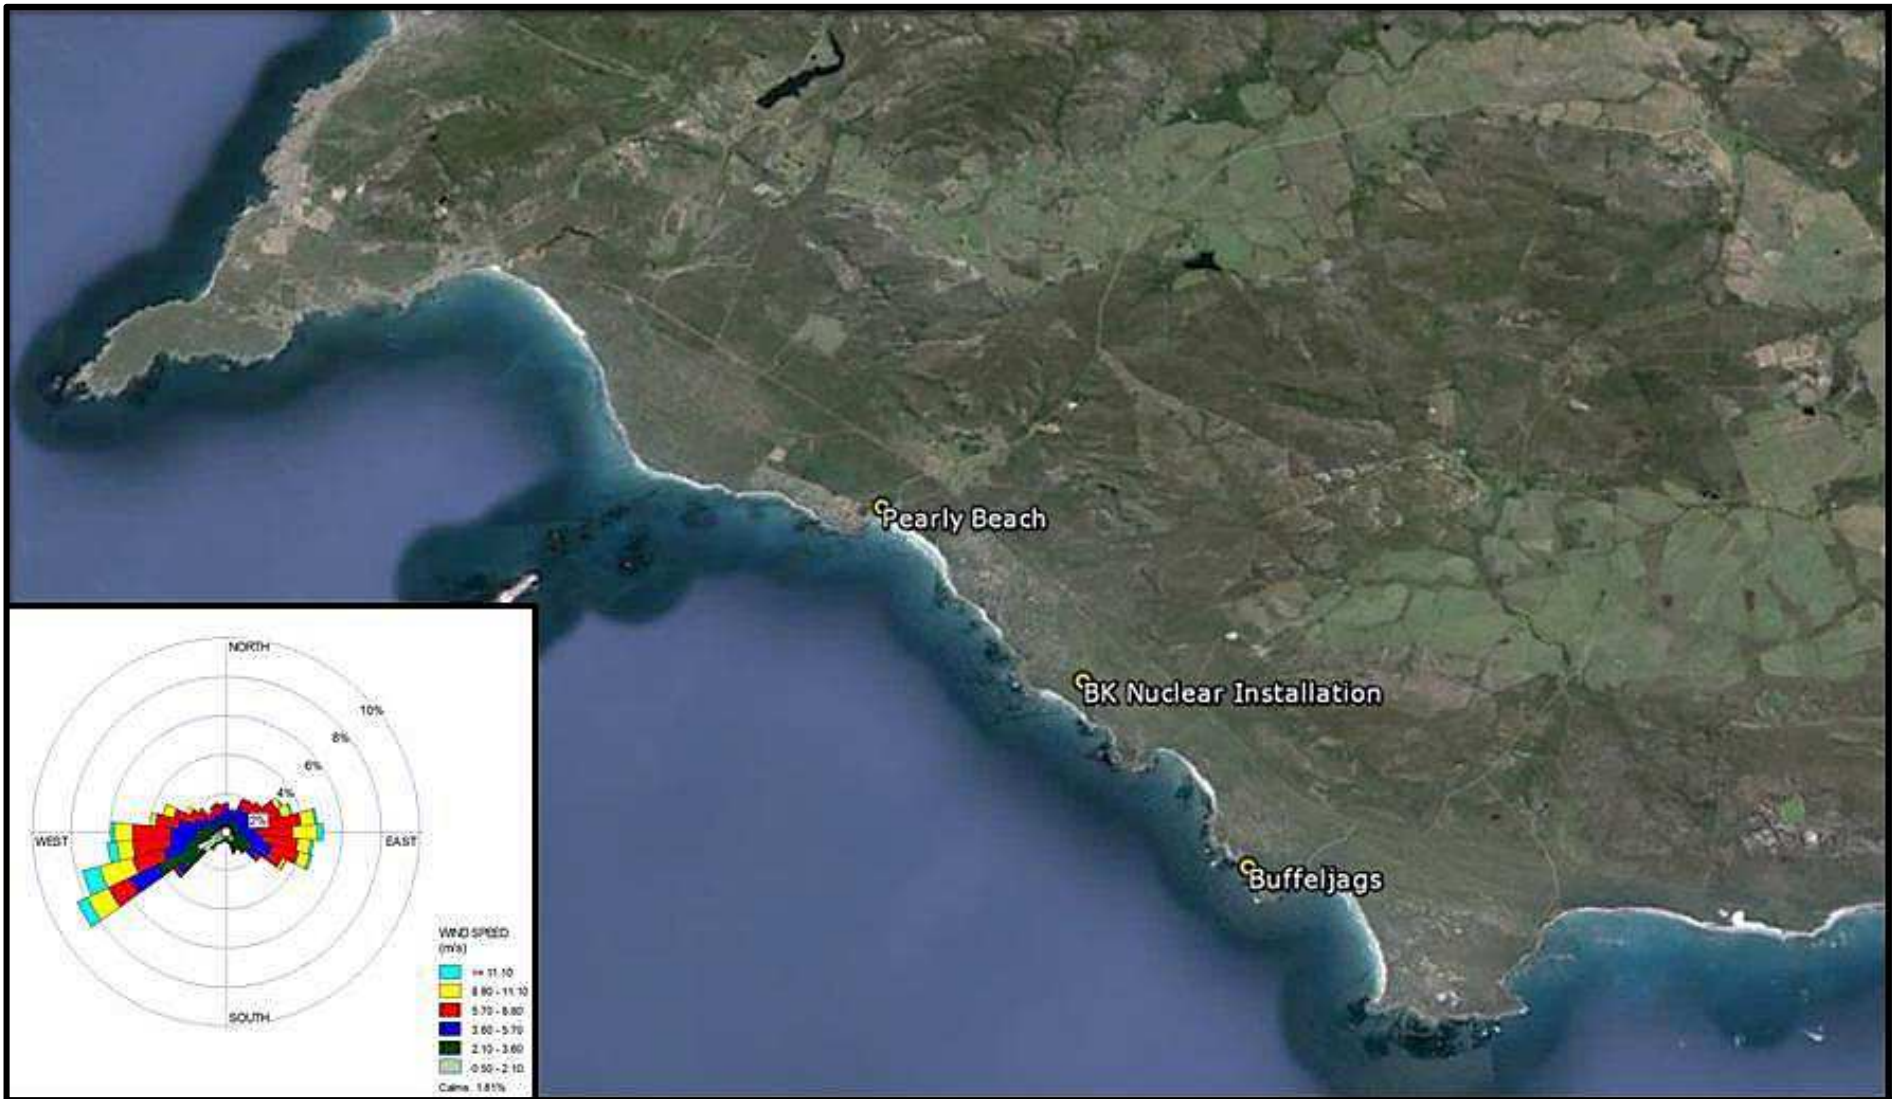 Pearly Beach
BK Nuclear Installation
Buffeljags
NORTH
10%
8%
6%
4%
2%
WEST
EAST
SOUTH
WIND SPEED
(m/s)
>= 11.10
8.80 - 11.10
5.70 - 8.80
3.60 - 5.70
2.10 - 3.60
0.50 - 2.10
Calms: 1.81%